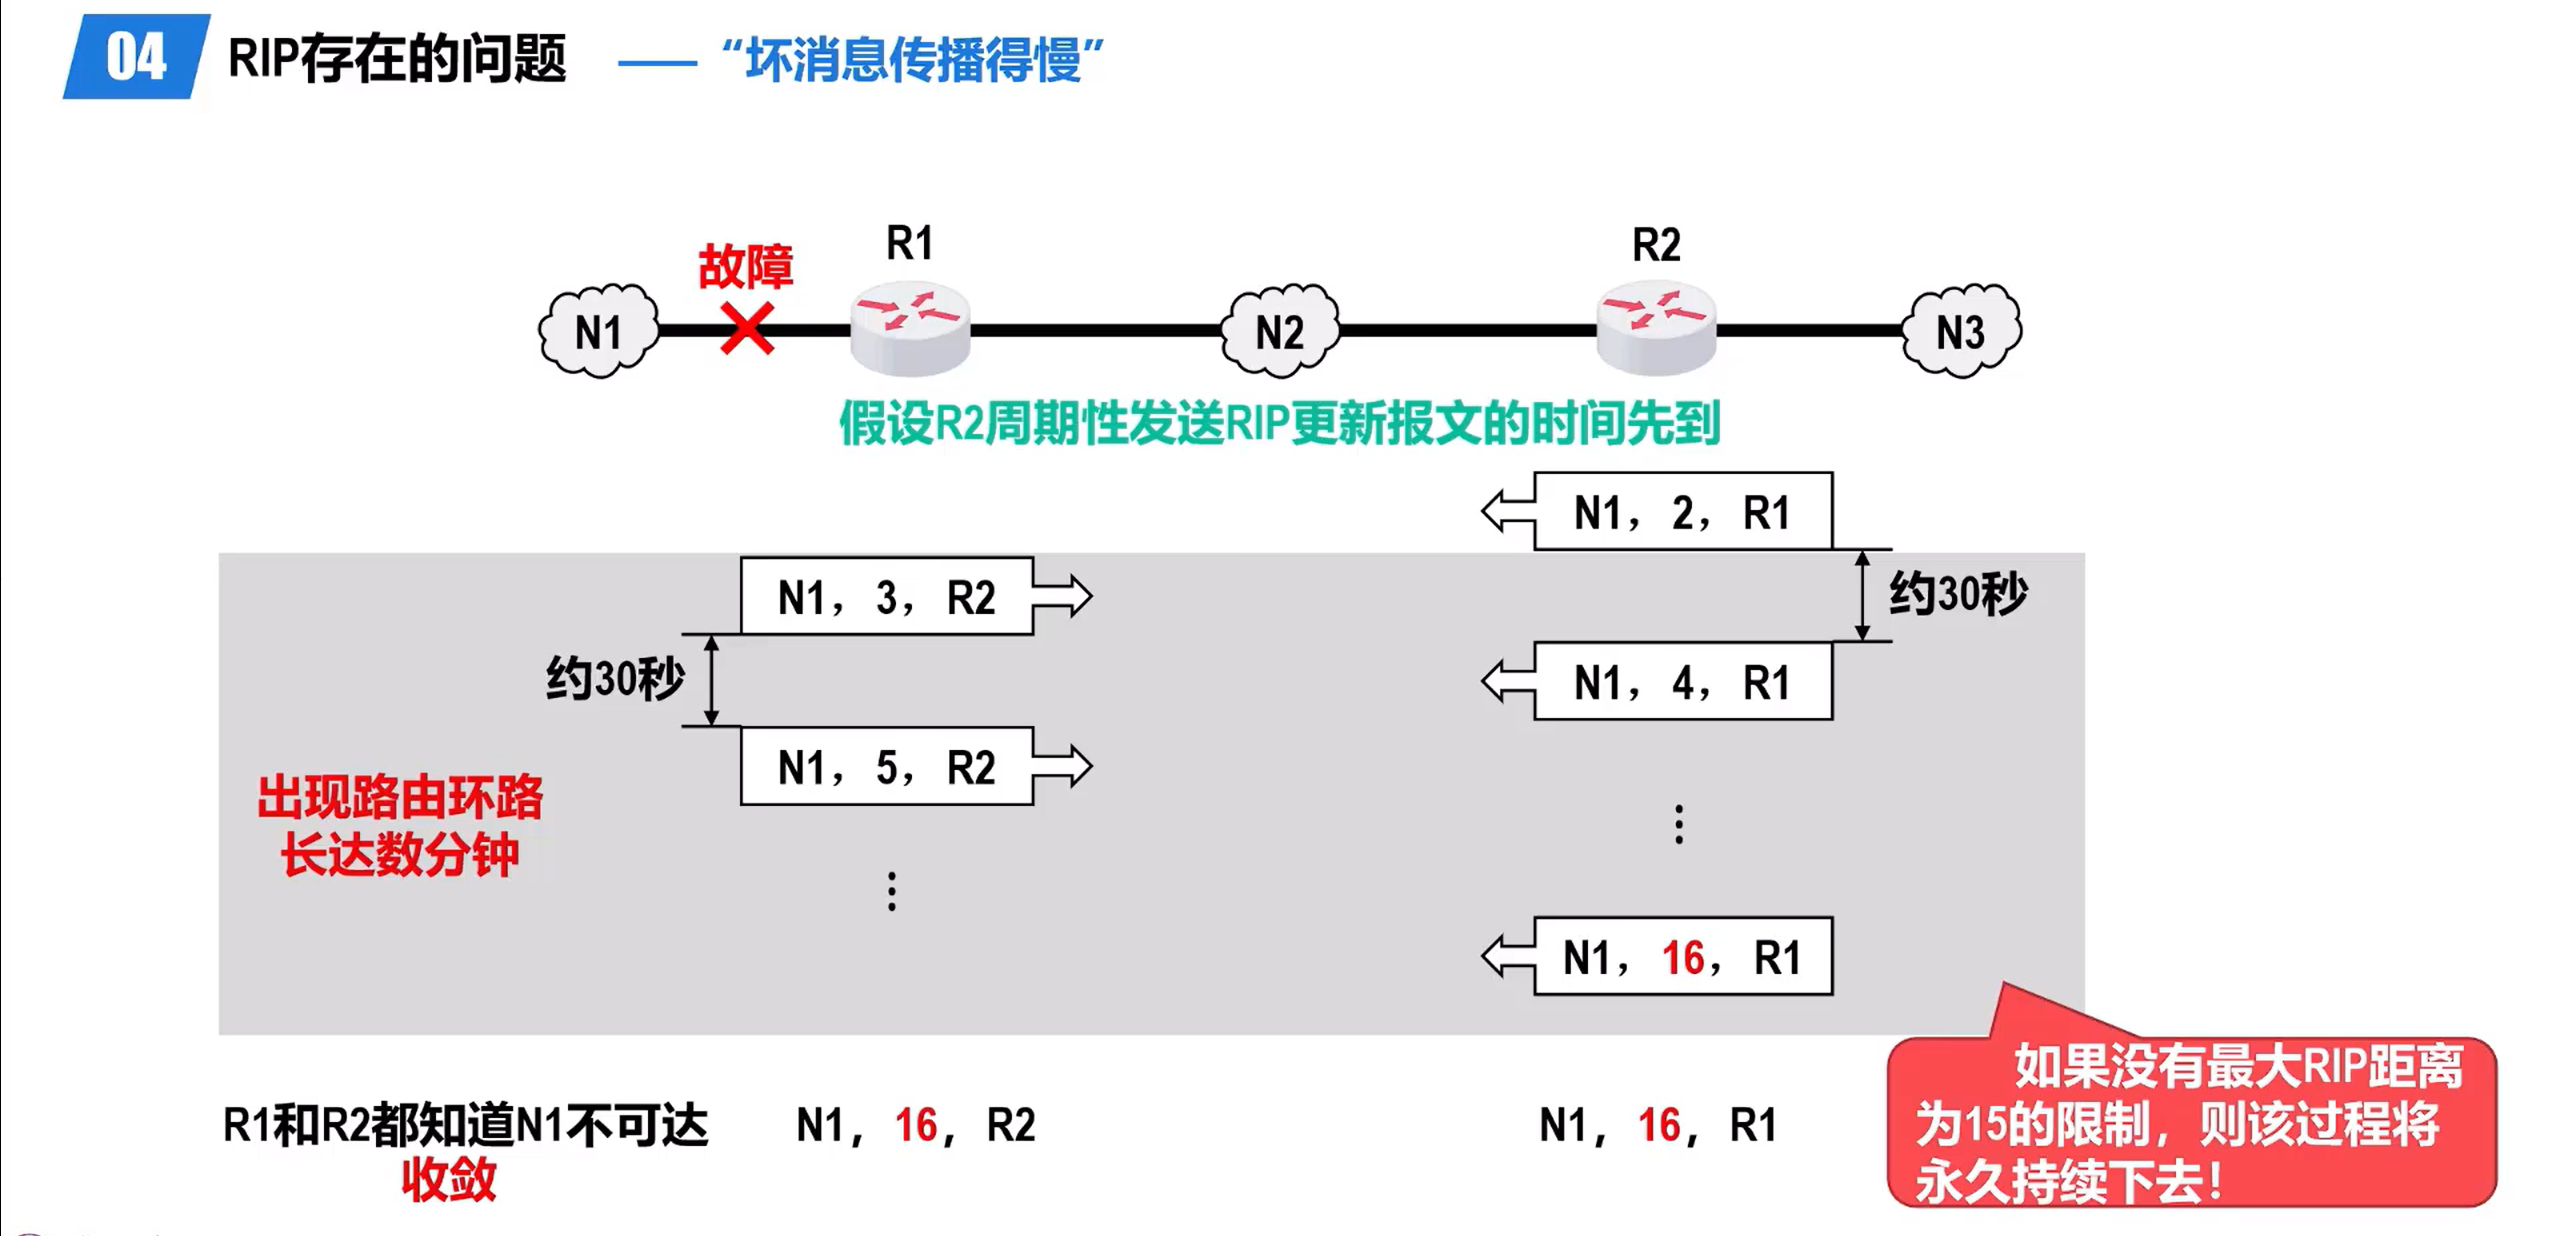 04
RIP存在的问题 —— “坏消息传播得慢”
R1
R2
故障
N1
N2
N3
假设R2周期性发送RIP更新报文的时间先到
N1，2，R1
N1，3，R2
约30秒
约30秒
N1，4，R1
N1，5，R2
出现路由环路
长达数分钟
⋮
⋮
N1，16，R1
R1和R2都知道N1不可达
收敛
N1，16，R2
N1，16，R1
如果没有最大RIP距离
为15的限制，则该过程将
永久持续下去！